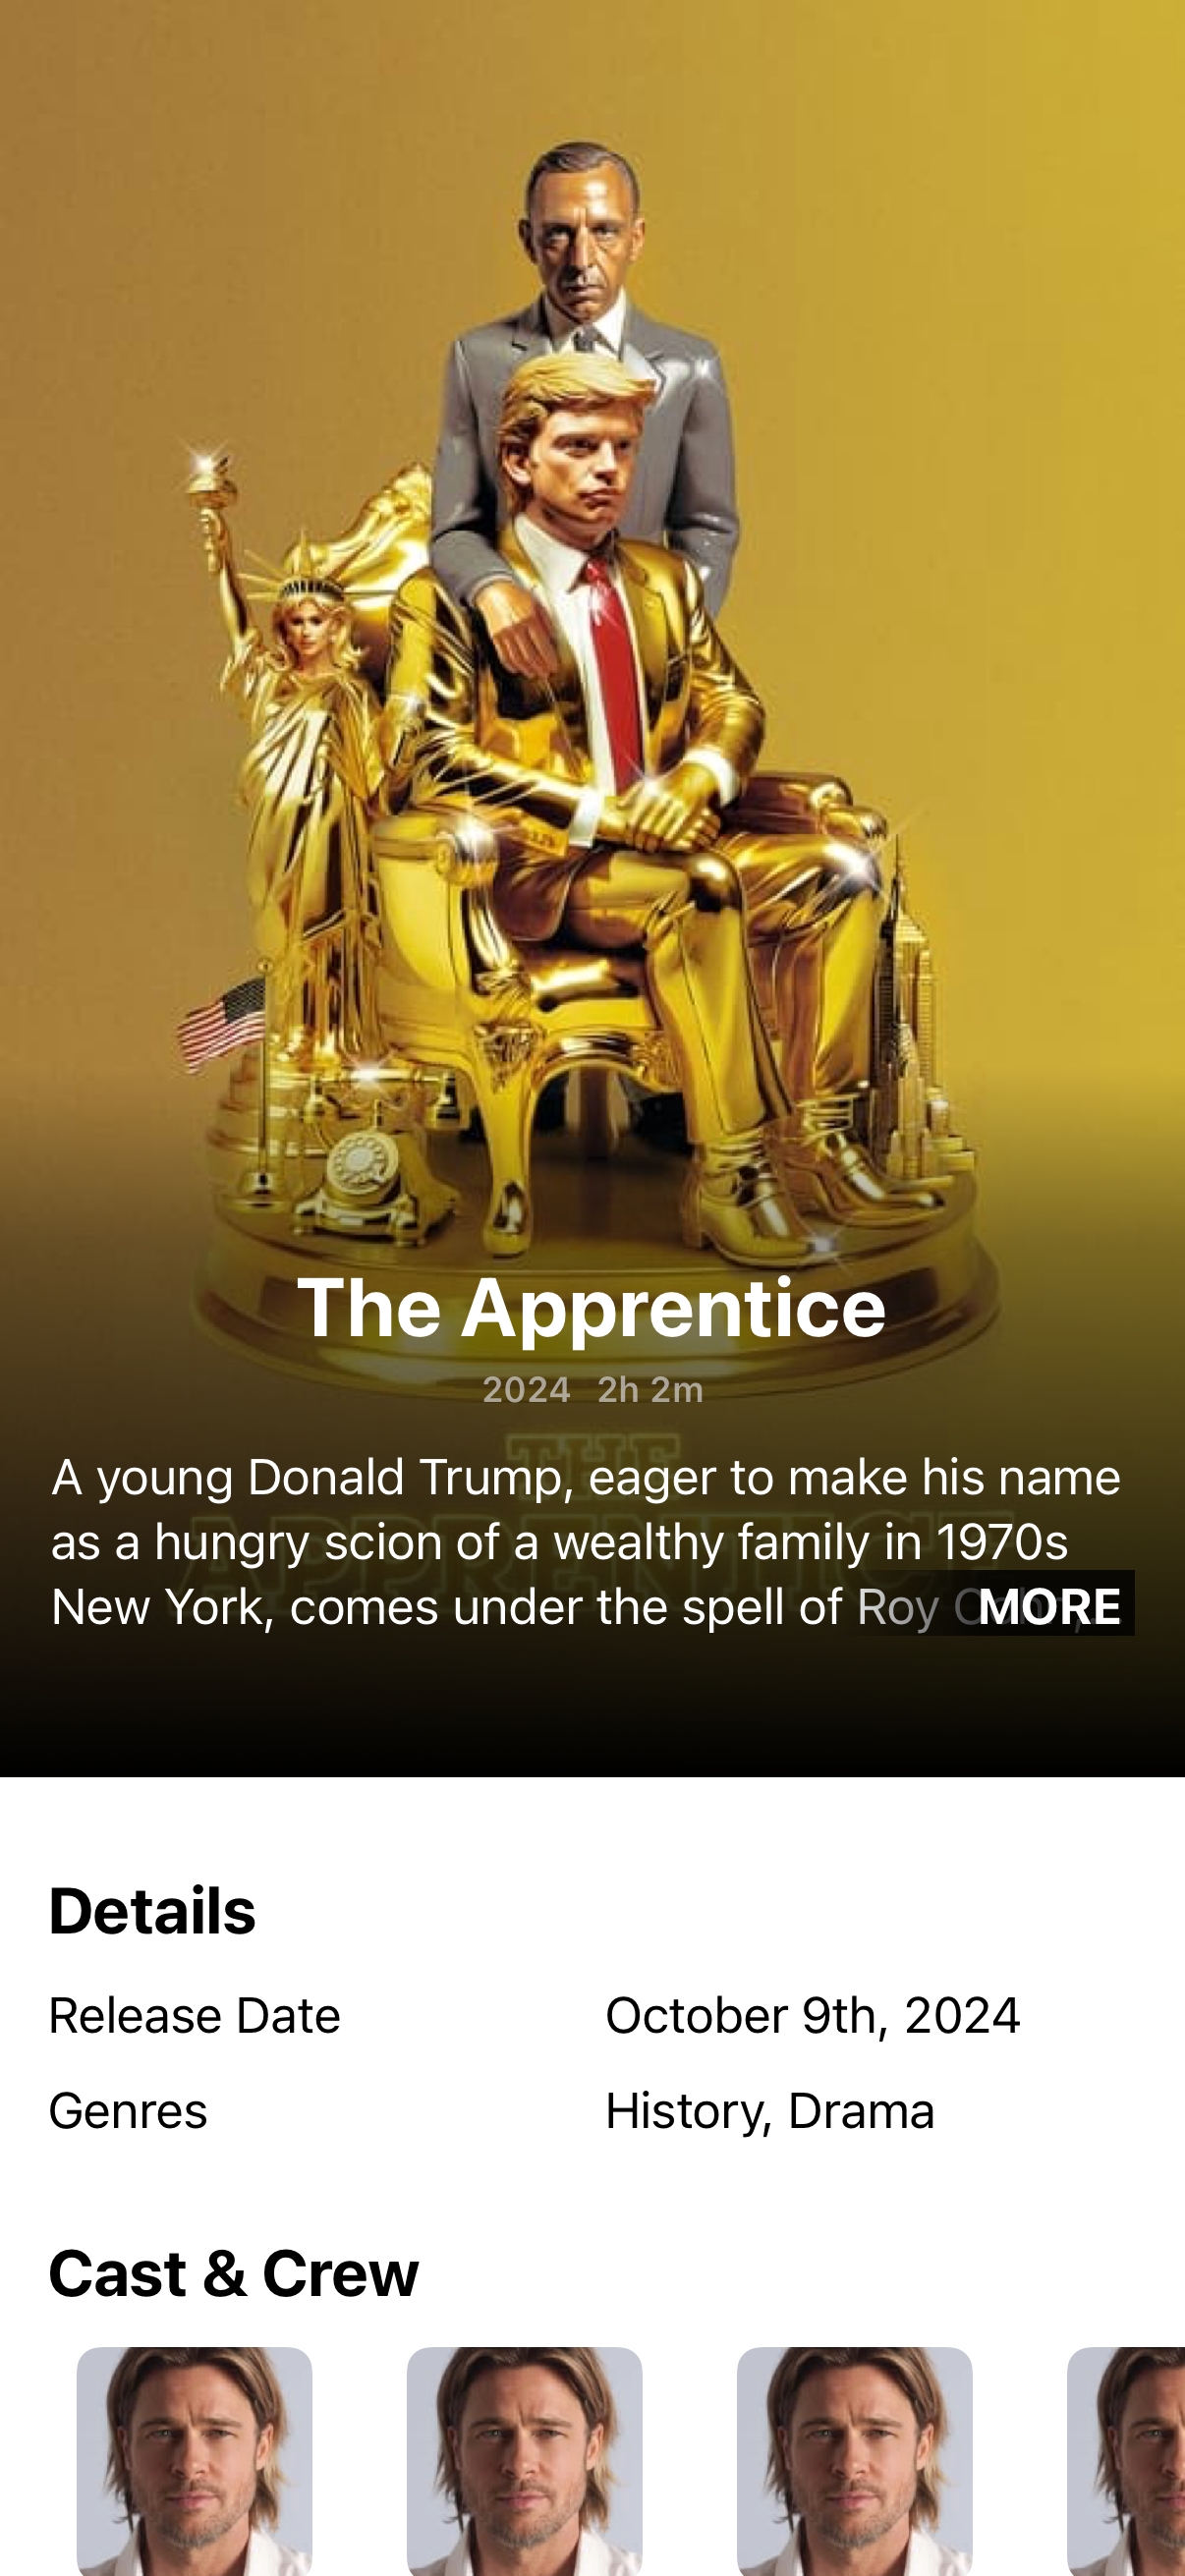 The Apprentice
2024 2h 2m
THE
APPRENTICE
A young Donald Trump, eager to make his name
as a hungry scion of a wealthy family in 1970s
New York, comes under the spell of Roy MORE
Details
Release Date October 9th, 2024
Genres History, Drama
Cast & Crew